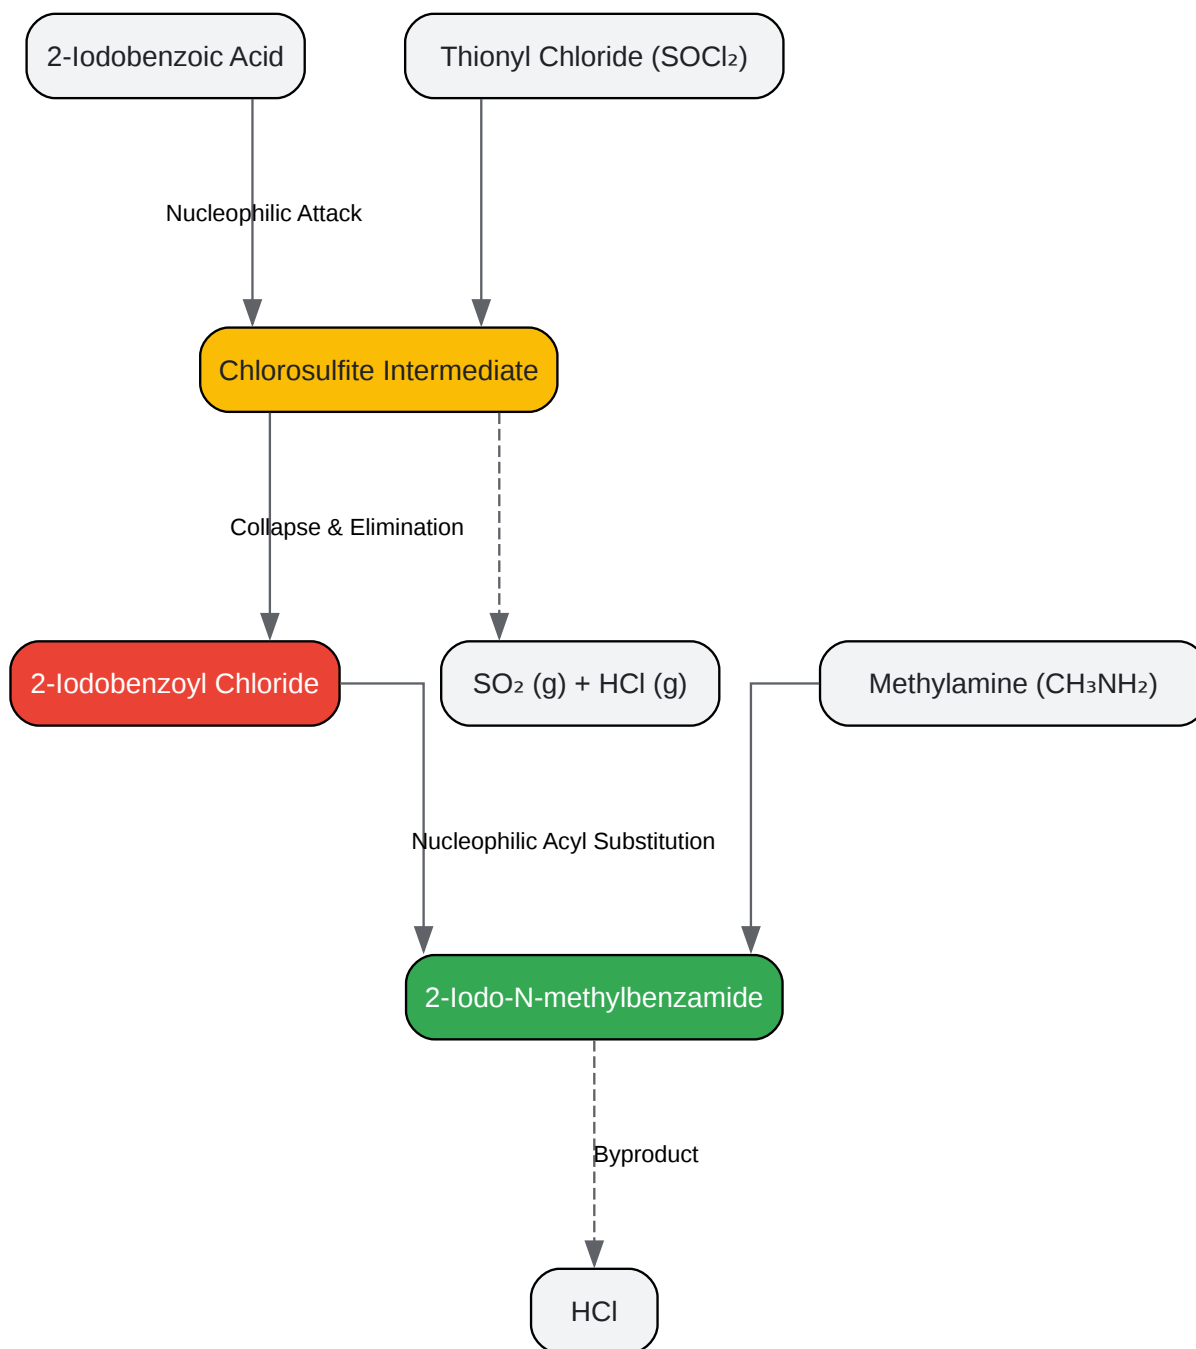 2-Iodobenzoic Acid
Thionyl Chloride (SOCl₂)
Nucleophilic Attack
Chlorosulfite Intermediate
Collapse & Elimination
2-Iodobenzoyl Chloride
SO₂ (g) + HCl (g)
Methylamine (CH₃NH₂)
Nucleophilic Acyl Substitution
2-Iodo-N-methylbenzamide
Byproduct
HCl